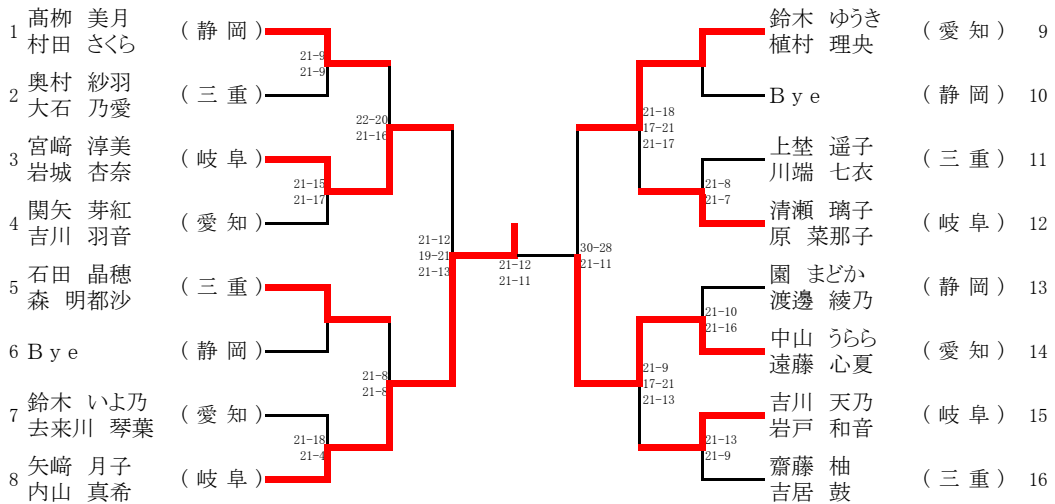 1 髙栁 美月 (静岡)
村田 さくら
21-9
21-9
2 奥村 紗羽 (三重)
大石 乃愛
22-20
21-16
3 宮﨑 淳美 (岐阜)
岩城 杏奈
21-15
21-17
4 関矢 芽紅 (愛知)
吉川 羽音
21-12
19-21
21-13
5 石田 晶穂 (三重)
森 明都沙
6 Bye (静岡)
21-8
21-8
7 鈴木 いよ乃 (愛知)
去来川 琴葉
21-18
21-4
8 矢﨑 月子 (岐阜)
内山 真希
21-12
21-11
鈴木 ゆうき (愛知) 9
植村 理央
Bye (静岡) 10
21-18
17-21
21-17
上埜 遥子 (三重) 11
川端 七衣
21-8
21-7
清瀬 璃子 (岐阜) 12
原 菜那子
30-28
21-11
園 まどか (静岡) 13
渡邊 綾乃
21-10
21-16
中山 うらら (愛知) 14
遠藤 心夏
21-9
17-21
21-13
吉川 天乃 (岐阜) 15
岩戸 和音
21-13
21-9
齋藤 柚 (三重) 16
吉居 鼓